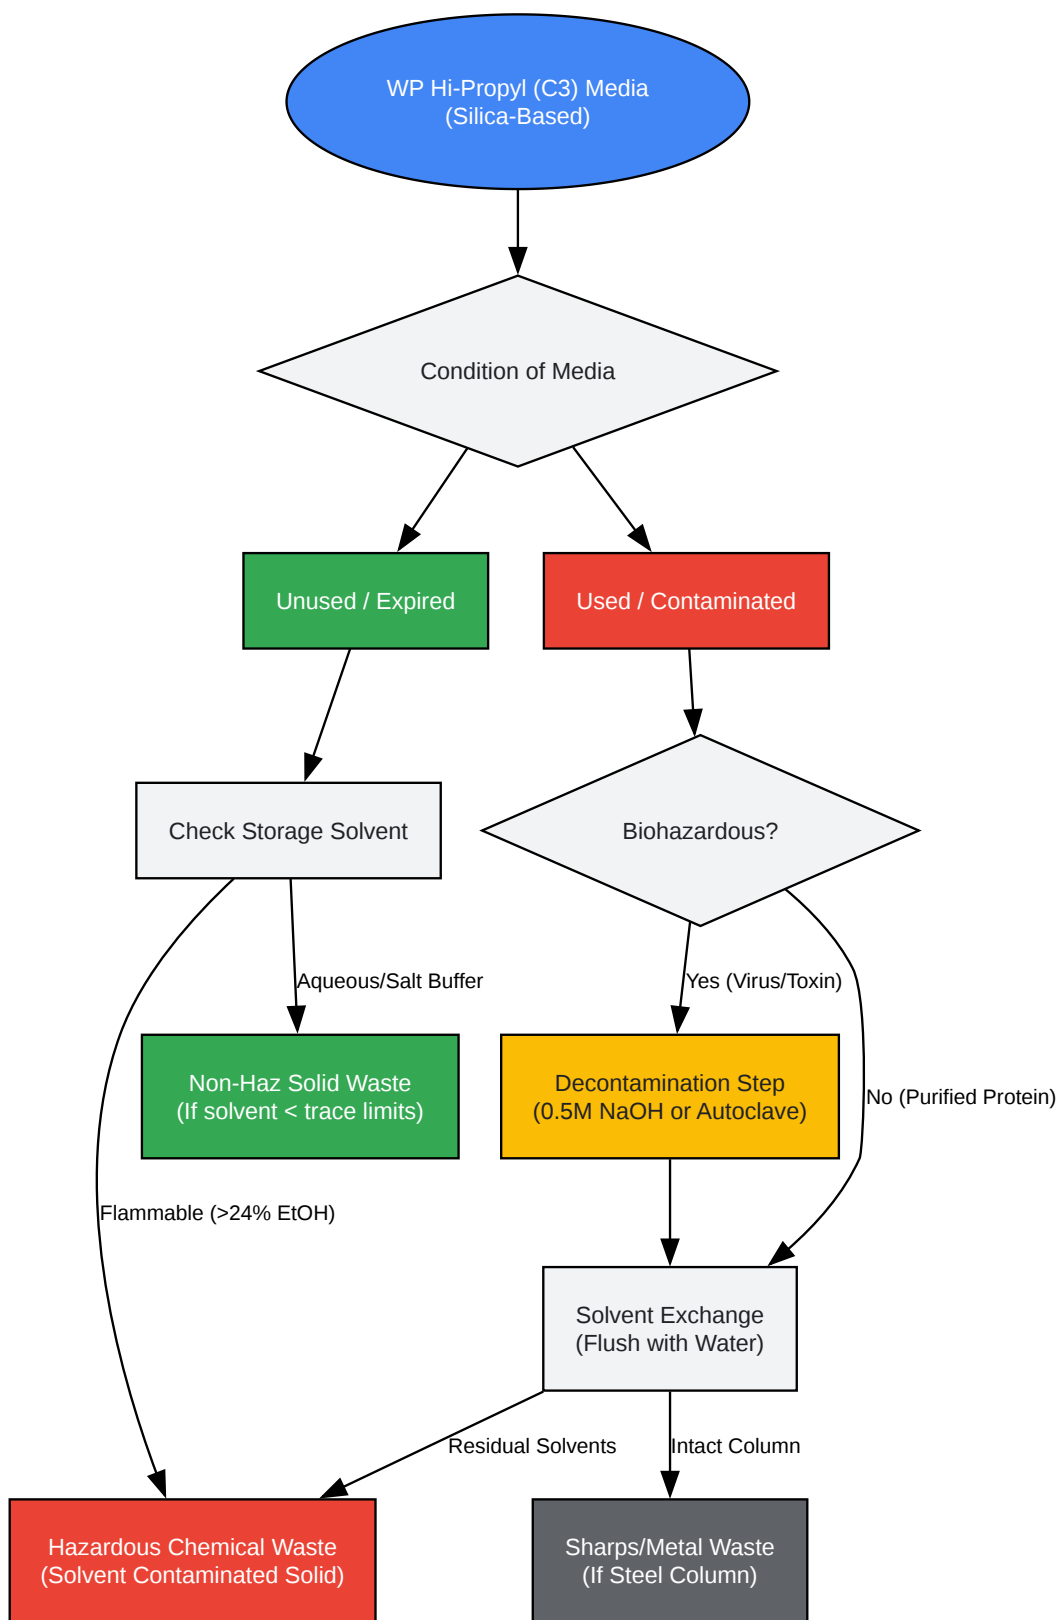 WP Hi-Propyl (C3) Media
(Silica-Based)
Condition of Media
Unused / Expired
Used / Contaminated
Check Storage Solvent
Biohazardous?
Aqueous/Salt Buffer
Yes (Virus/Toxin)
Non-Haz Solid Waste
(If solvent < trace limits)
Decontamination Step
(0.5M NaOH or Autoclave)
No (Purified Protein)
Flammable (>24% EtOH)
Solvent Exchange
(Flush with Water)
Residual Solvents
Intact Column
Hazardous Chemical Waste
(Solvent Contaminated Solid)
Sharps/Metal Waste
(If Steel Column)